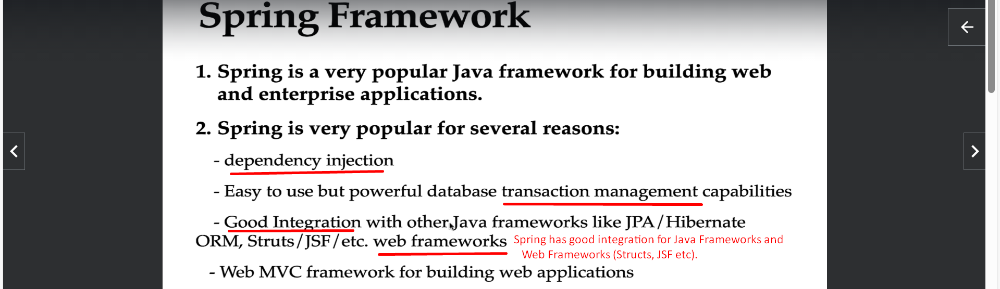 Spring Framework
1. Spring is a very popular Java framework for building web
and enterprise applications.
2. Spring is very popular for several reasons:
- dependency injection
- Easy to use but powerful database transaction management capabilities
- Good Integration with other Java frameworks like JPA/Hibernate
ORM, Struts/JSF/etc. web frameworks
Spring has good integration for Java Frameworks and
Web Frameworks (Structs, JSF etc).
- Web MVC framework for building web applications